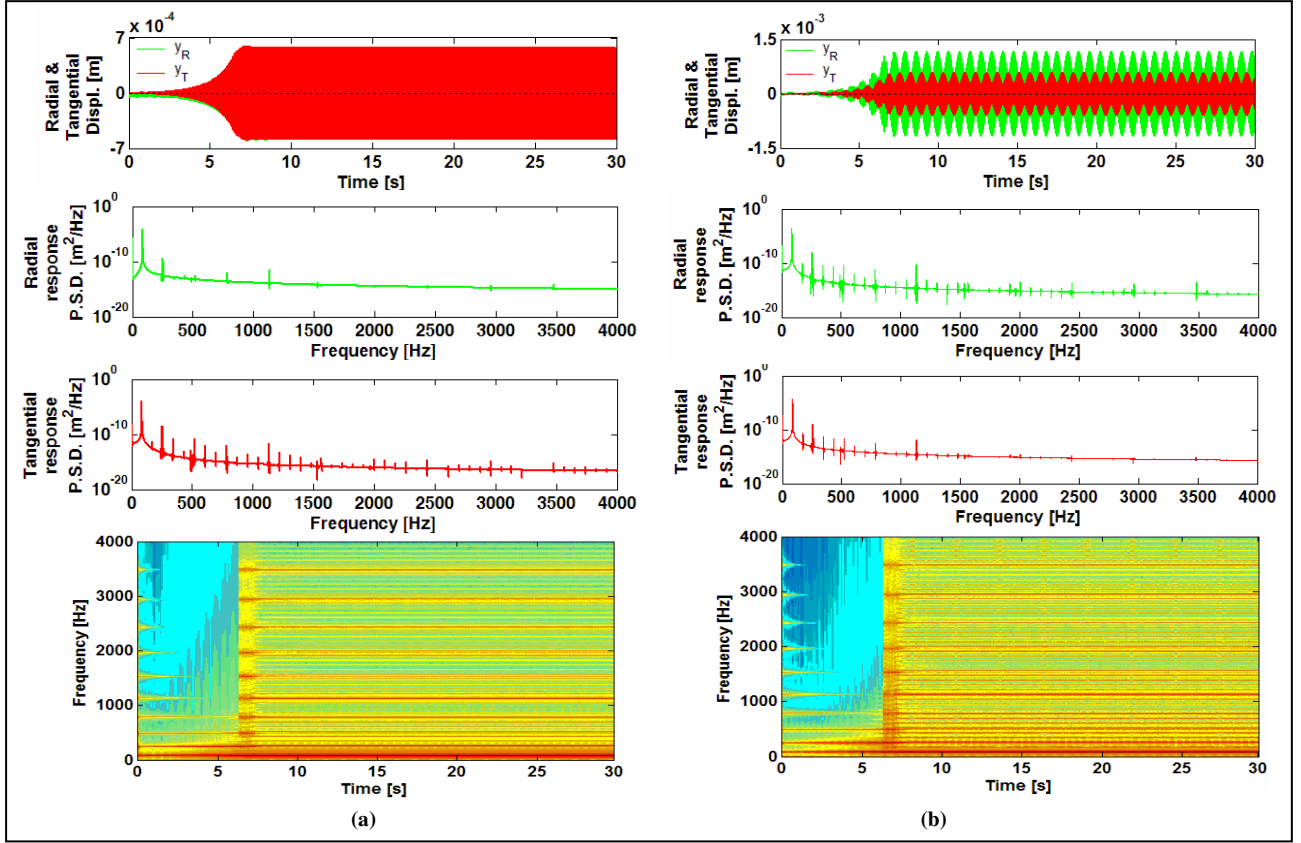 x 10^-4
7
0
-7
Radial &
Tangential
Displ. [m]
y_R
y_T
0 5 10 15 20 25 30
Time [s]
10^0
10^-10
10^-20
Radial
response
P.S.D. [m^2/Hz]
0 500 1000 1500 2000 2500 3000 3500 4000
Frequency [Hz]
10^0
10^-10
10^-20
Tangential
response
P.S.D. [m^2/Hz]
0 500 1000 1500 2000 2500 3000 3500 4000
Frequency [Hz]
4000
3000
2000
1000
0
Frequency [Hz]
0 5 10 15 20 25 30
Time [s]
(a)
x 10^-3
1.5
0
-1.5
Radial &
Tangential
Displ. [m]
y_R
y_T
0 5 10 15 20 25 30
Time [s]
10^0
10^-10
10^-20
Radial
response
P.S.D. [m^2/Hz]
0 500 1000 1500 2000 2500 3000 3500 4000
Frequency [Hz]
10^0
10^-10
10^-20
Tangential
response
P.S.D. [m^2/Hz]
0 500 1000 1500 2000 2500 3000 3500 4000
Frequency [Hz]
4000
3000
2000
1000
0
Frequency [Hz]
0 5 10 15 20 25 30
Time [s]
(b)